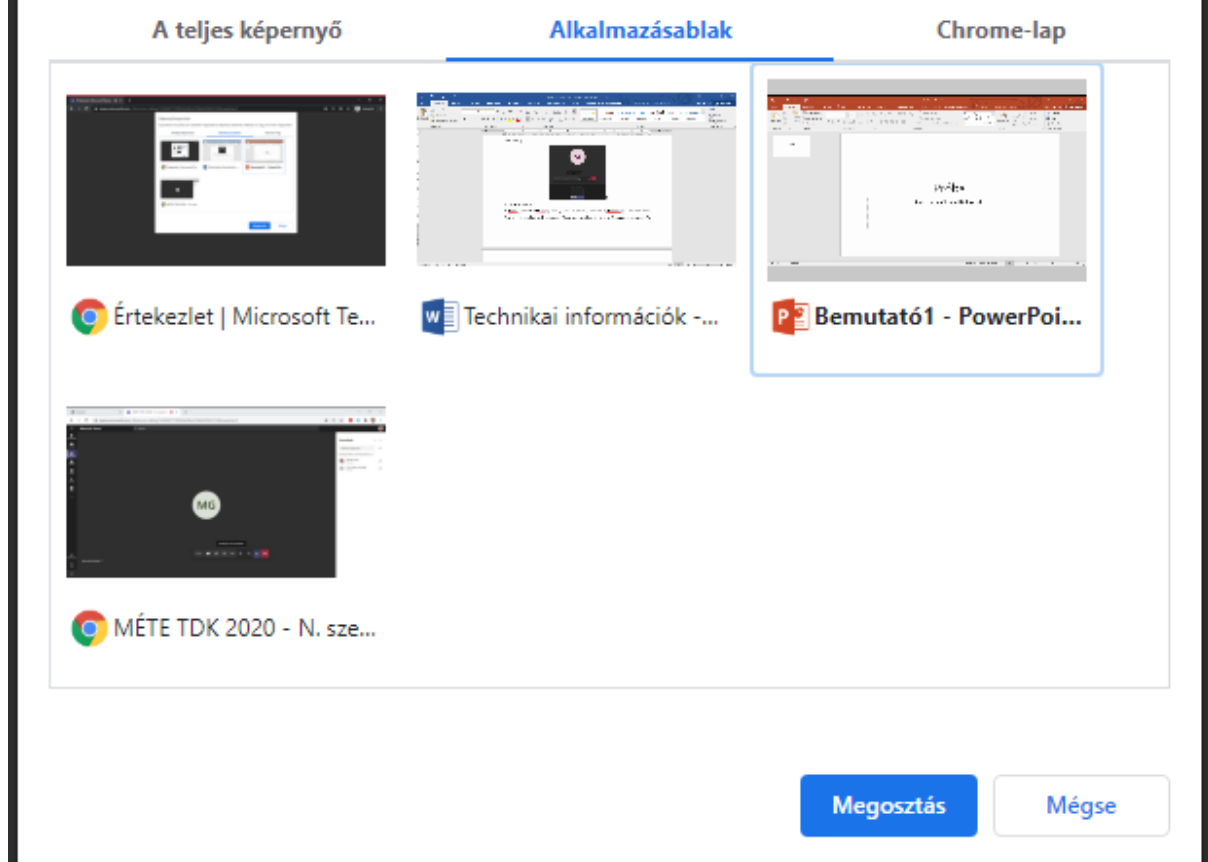 A teljes képernyő
Alkalmazásablak
Chrome-lap
Értekezlet | Microsoft Te...
Technikai információk -...
Bemutató1 - PowerPoi...
Próba
MG
MÉTE TDK 2020 - N. sze...
Megosztás
Mégse